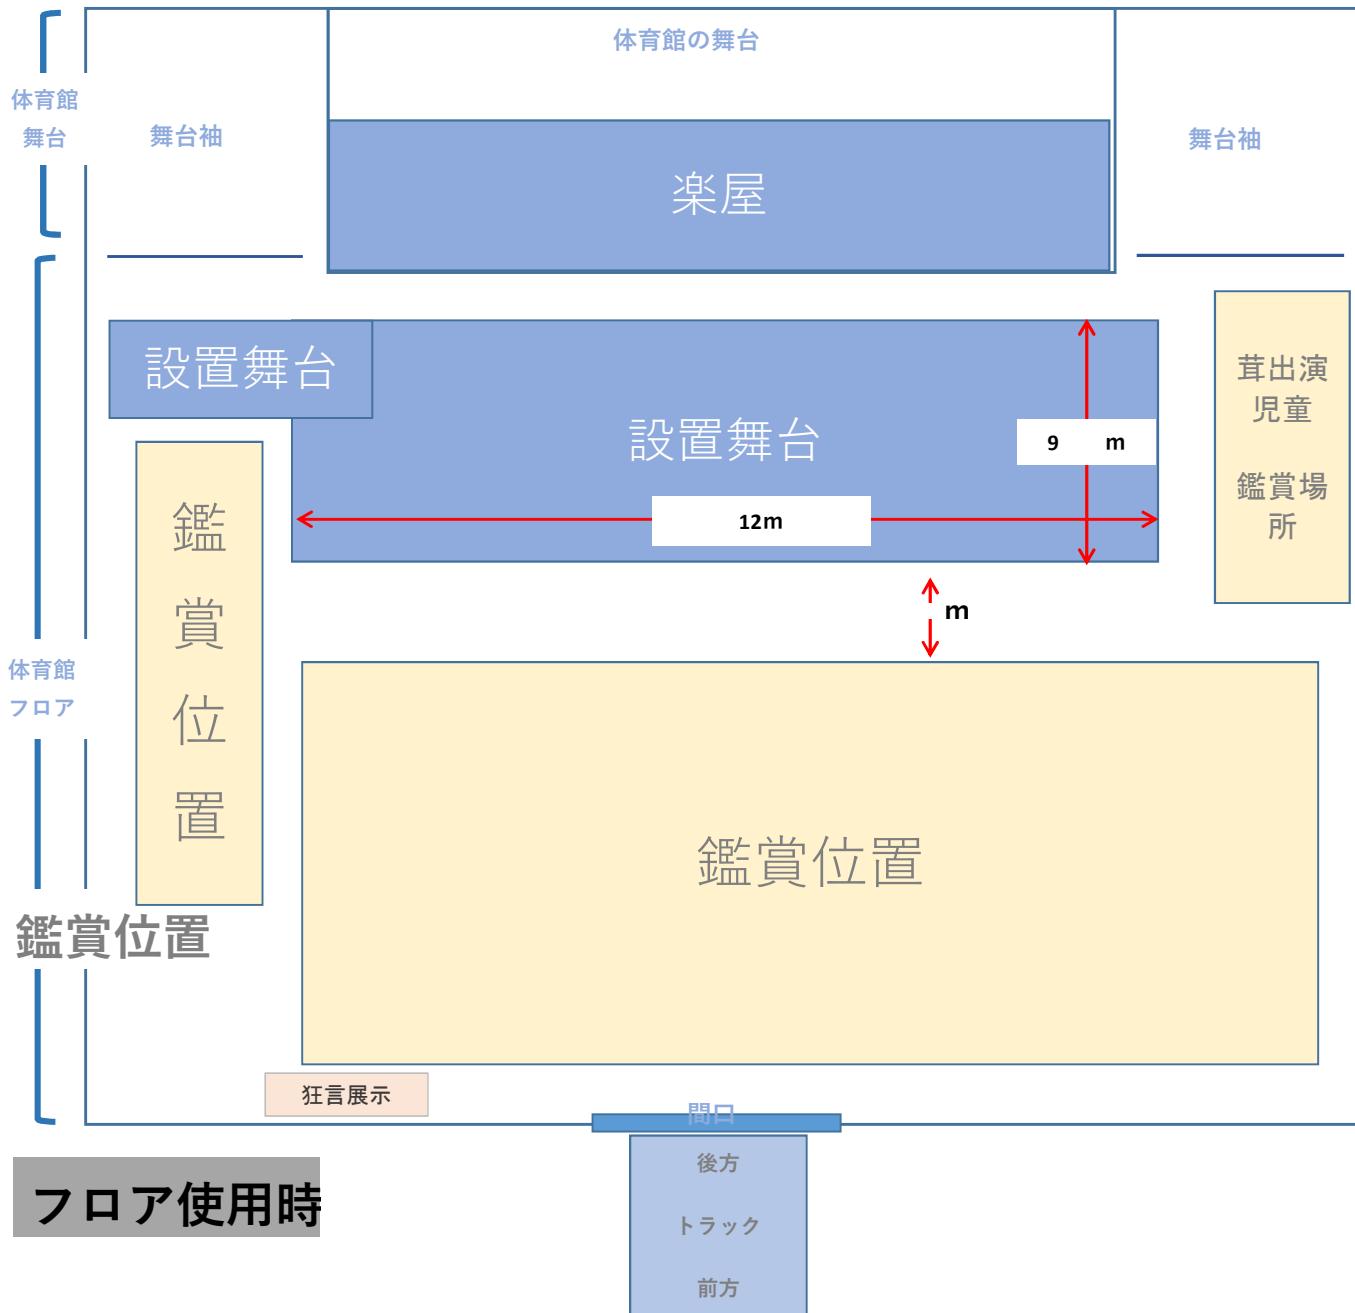 体育館の舞台
体育館
舞台
舞台袖
舞台袖
楽屋
設置舞台
設置舞台
9 m
12m
茸出演
児童
鑑賞場
所
鑑
賞
位
置
m
体育館
フロア
鑑賞位置
鑑賞位置
狂言展示
間口
後方
トラック
前方
フロア使用時